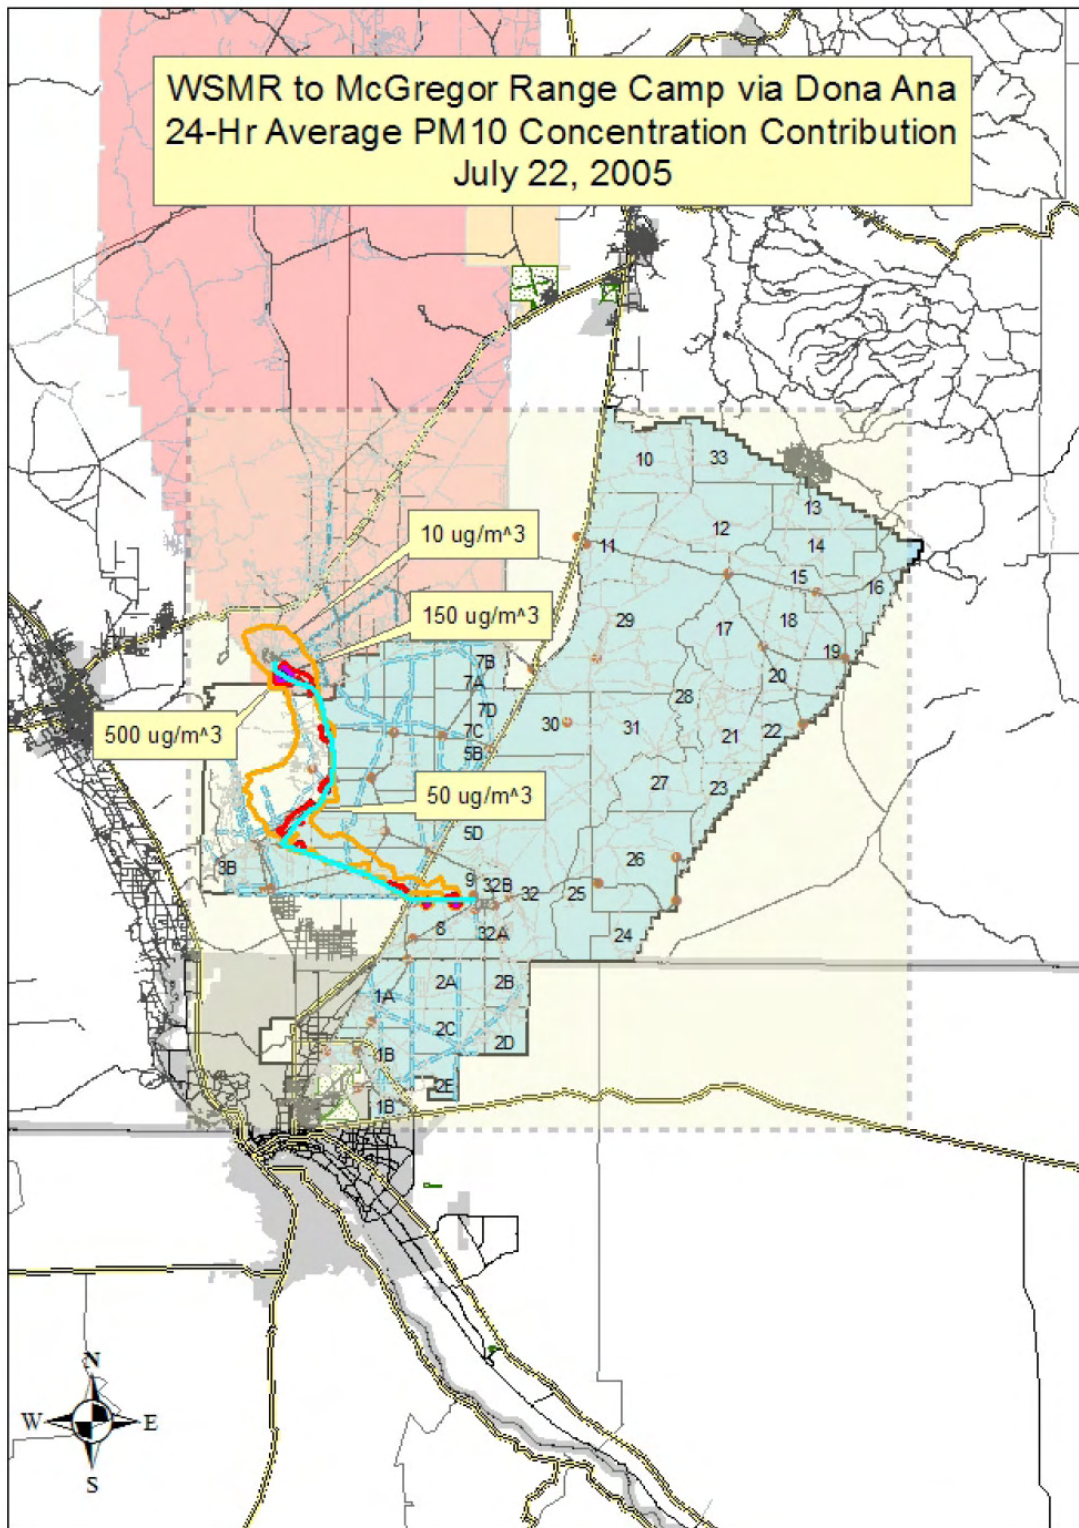 WSMR to McGregor Range Camp via Dona Ana
24-Hr Average PM10 Concentration Contribution
July 22, 2005
10
33
13
12
14
11
15
16
10 ug/m^3
150 ug/m^3
29
17
18
19
20
7B
7A
7D
7C
5B
28
30
31
21
22
500 ug/m^3
27
23
50 ug/m^3
5D
26
3B
9
32B
32
25
8
32A
24
2A
2B
1A
2C
2D
1B
2E
1B
N
W
E
S